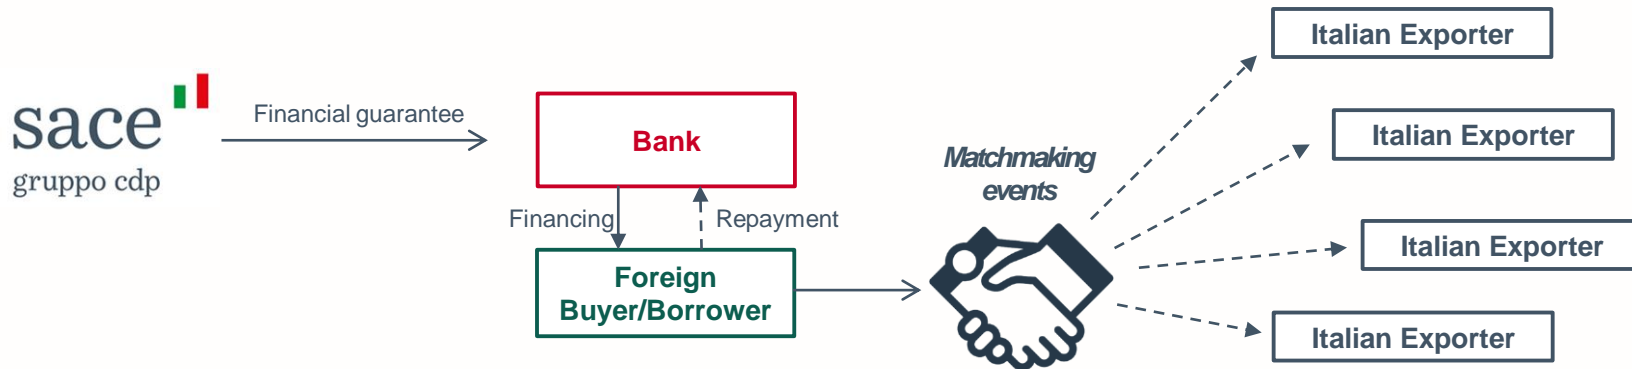 sace
gruppo cdp
Financial guarantee
Bank
Financing
Repayment
Foreign
Buyer/Borrower
Matchmaking
events
Italian Exporter
Italian Exporter
Italian Exporter
Italian Exporter